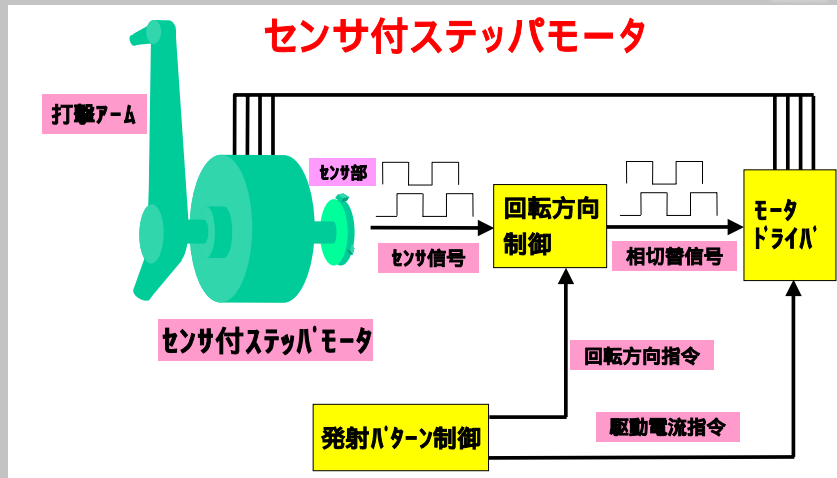 センサ付ステッパモータ
打撃ｱｰﾑ
ｾﾝｻ部
回転方向
制御
ﾓｰﾀ
ﾄﾞﾗｲﾊﾞ
ｾﾝｻ信号
相切替信号
ｾﾝｻ付ｽﾃｯﾊﾟﾓｰﾀ
回転方向指令
発射ﾊﾟﾀｰﾝ制御
駆動電流指令